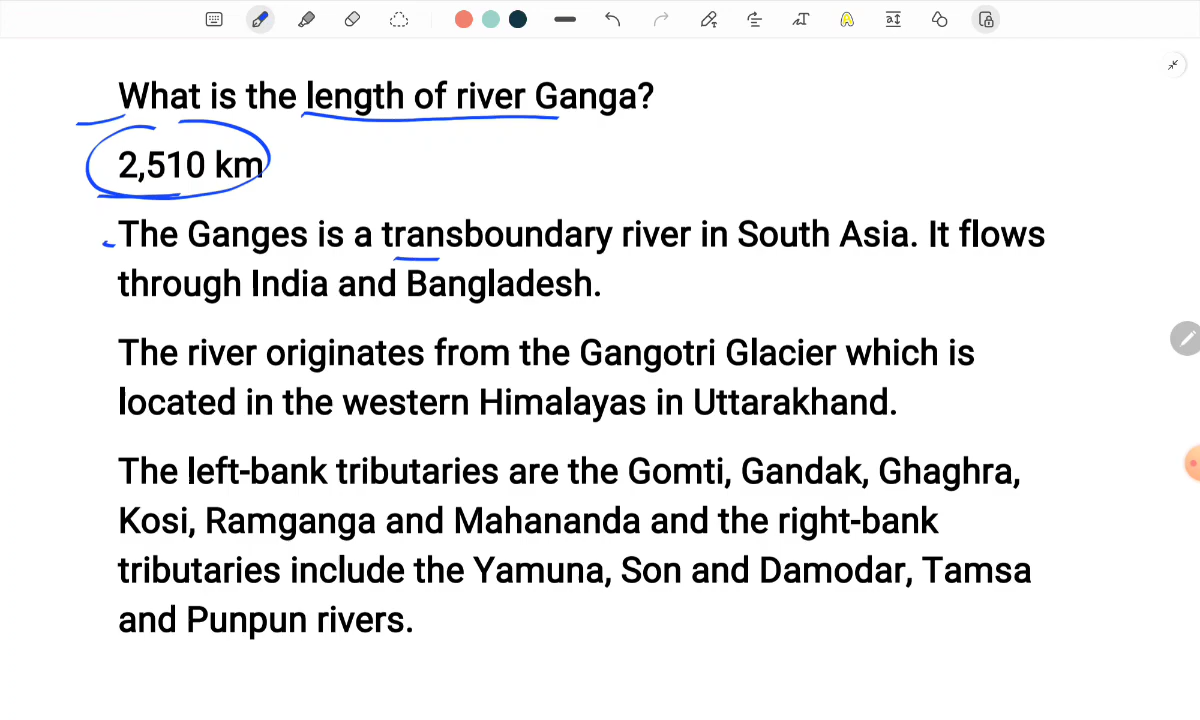 What is the length of river Ganga?
2,510 km
The Ganges is a transboundary river in South Asia. It flows
through India and Bangladesh.
The river originates from the Gangotri Glacier which is
located in the western Himalayas in Uttarakhand.
The left-bank tributaries are the Gomti, Gandak, Ghaghra,
Kosi, Ramganga and Mahananda and the right-bank
tributaries include the Yamuna, Son and Damodar, Tamsa
and Punpun rivers.